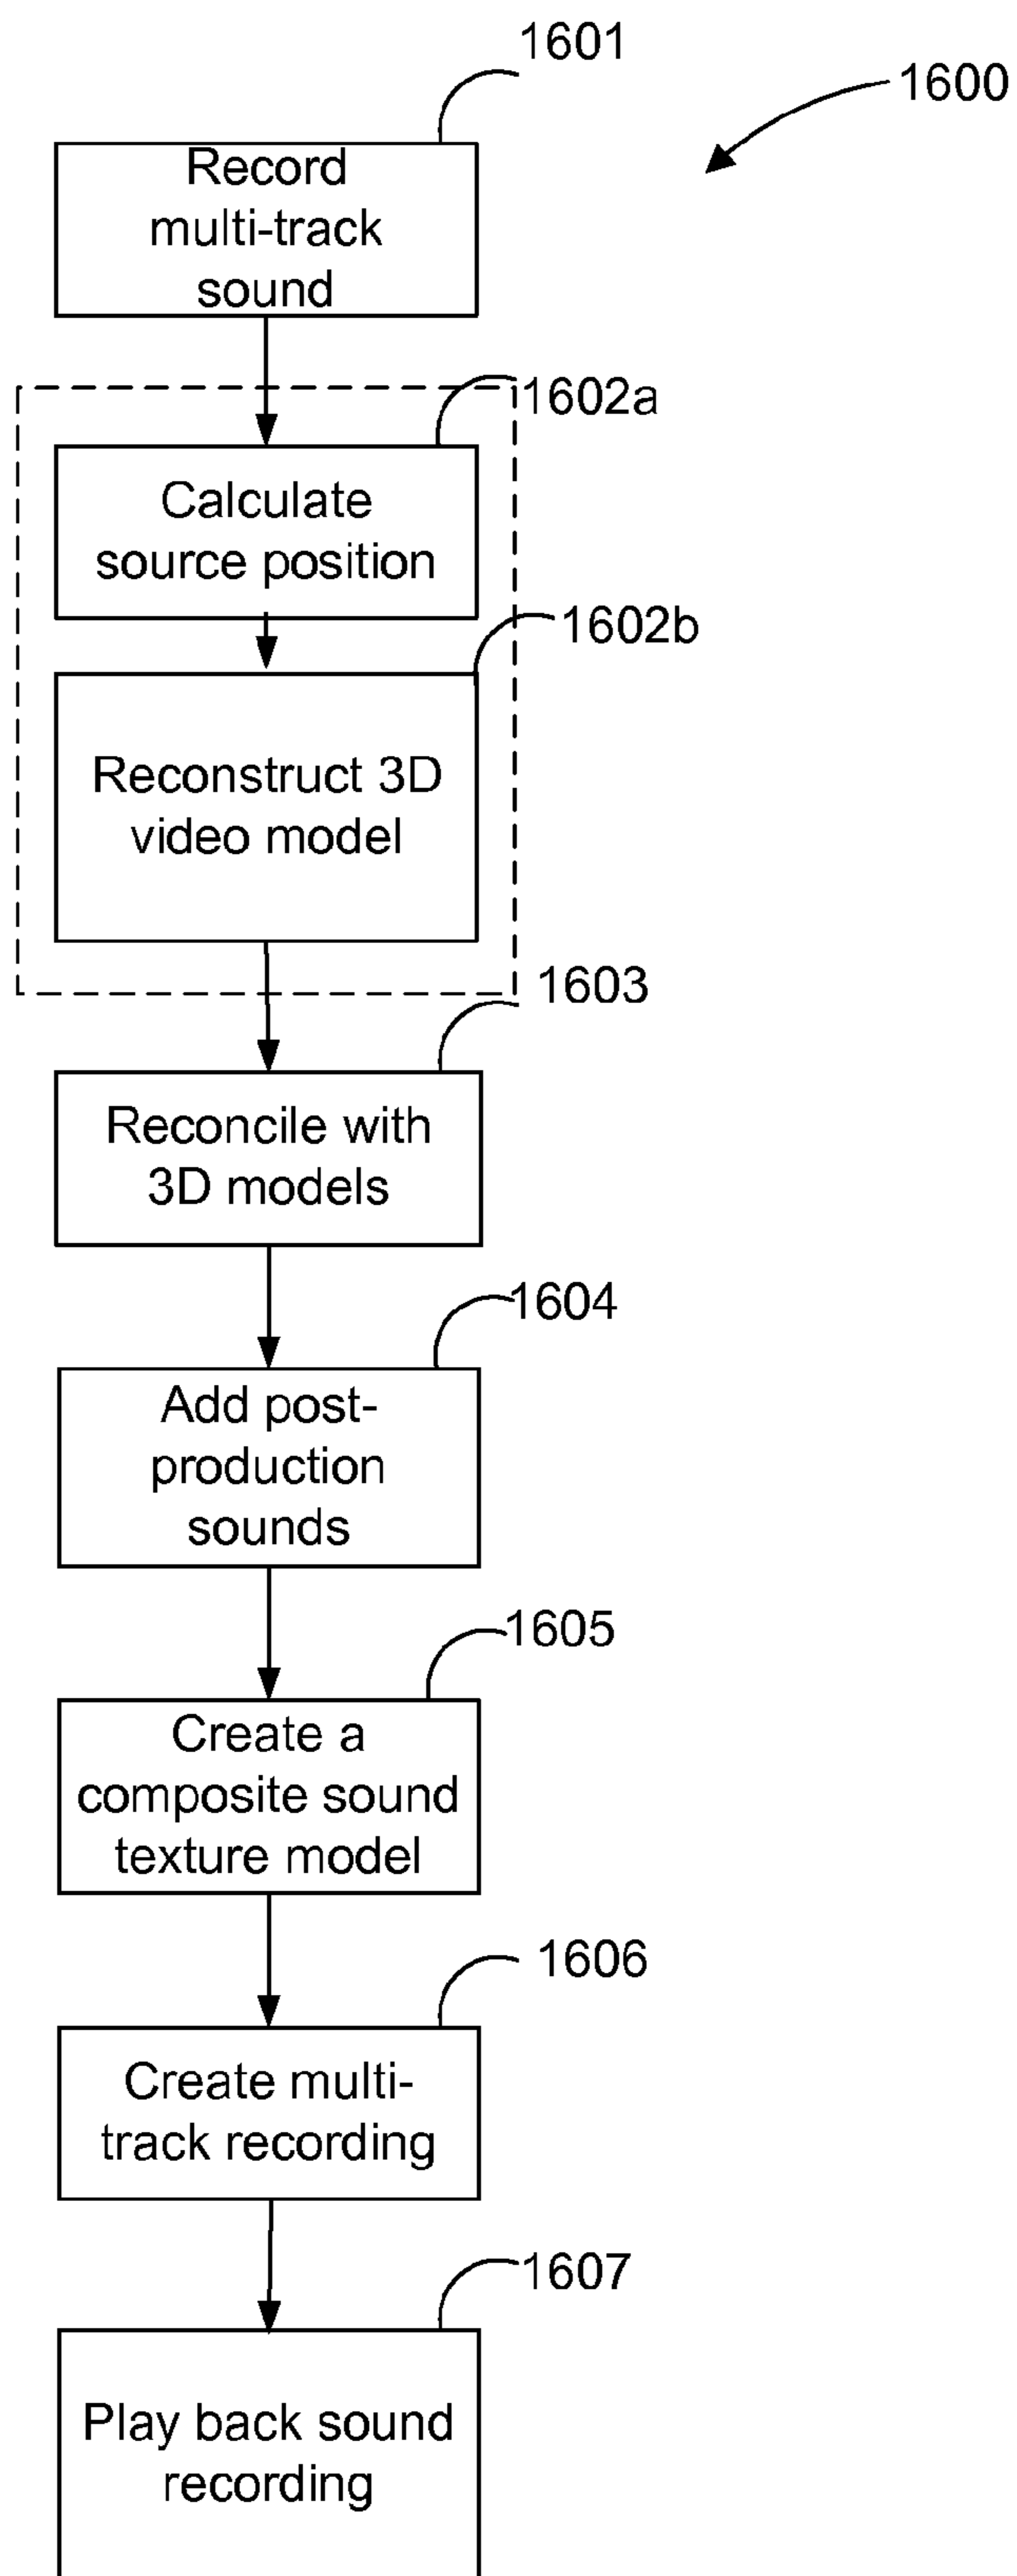 1601
1600
Record
multi-track
sound
1602a
Calculate
source position
1602b
Reconstruct 3D
video model
1603
Reconcile with
3D models
1604
Add post-
production
sounds
1605
Create a
composite sound
texture model
1606
Create multi-
track recording
1607
Play back sound
recording